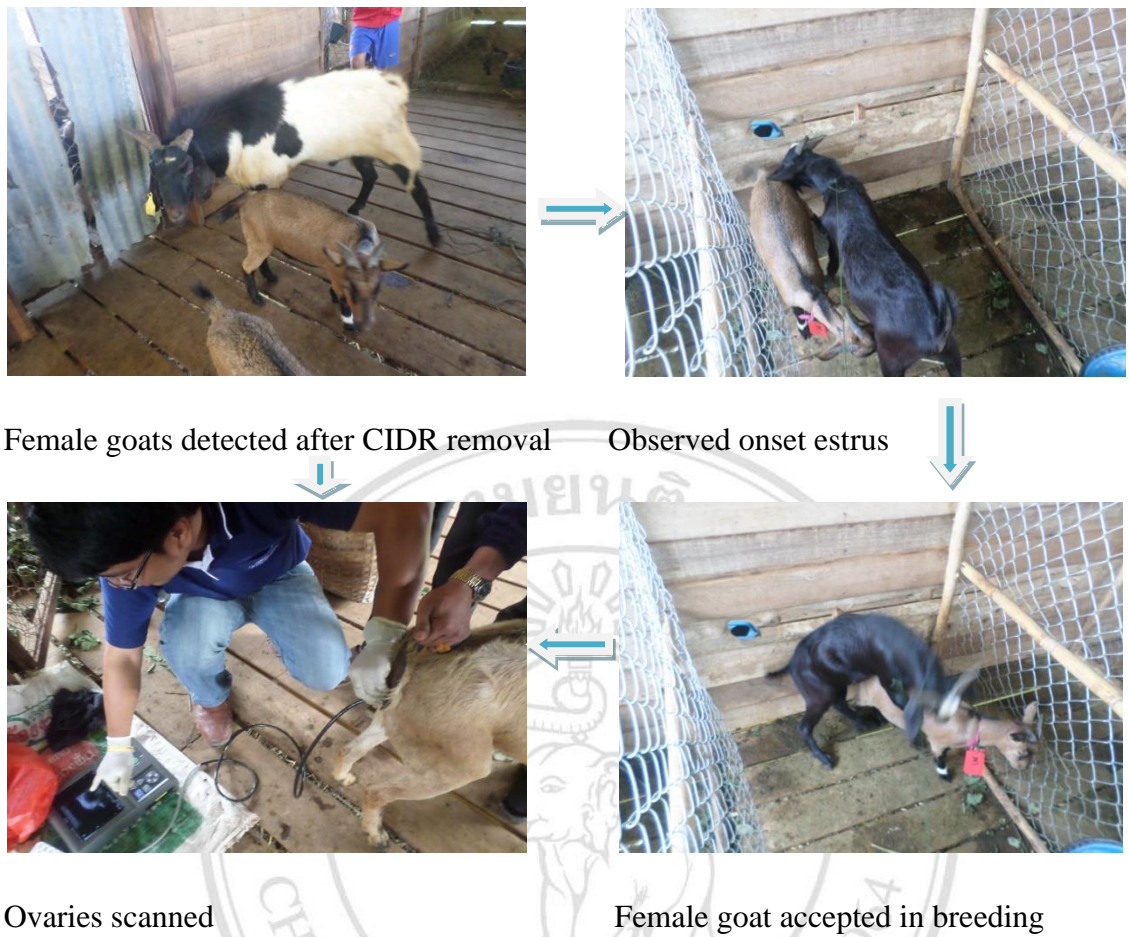 Female goats detected after CIDR removal Observed onset estrus
Ovaries scanned Female goat accepted in breeding